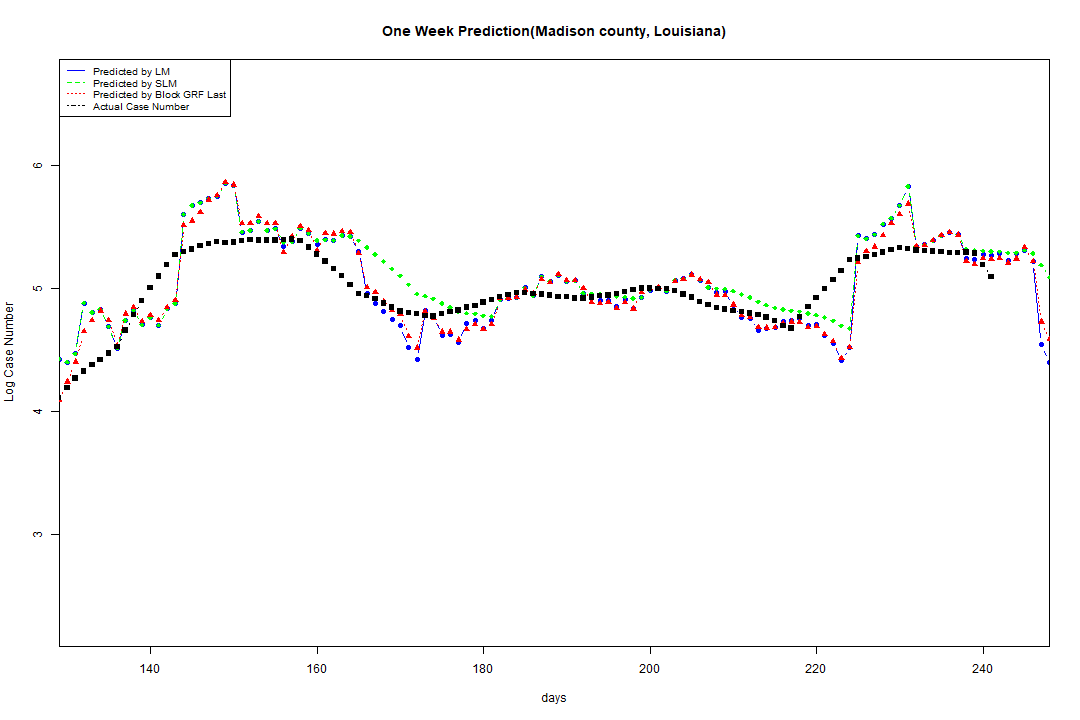 One Week Prediction(Madison county, Louisiana)
Predicted by LM
Predicted by SLM
Predicted by Block GRF Last
Actual Case Number
6
5
4
3
Log Case Number
140 160 180 200 220 240
days